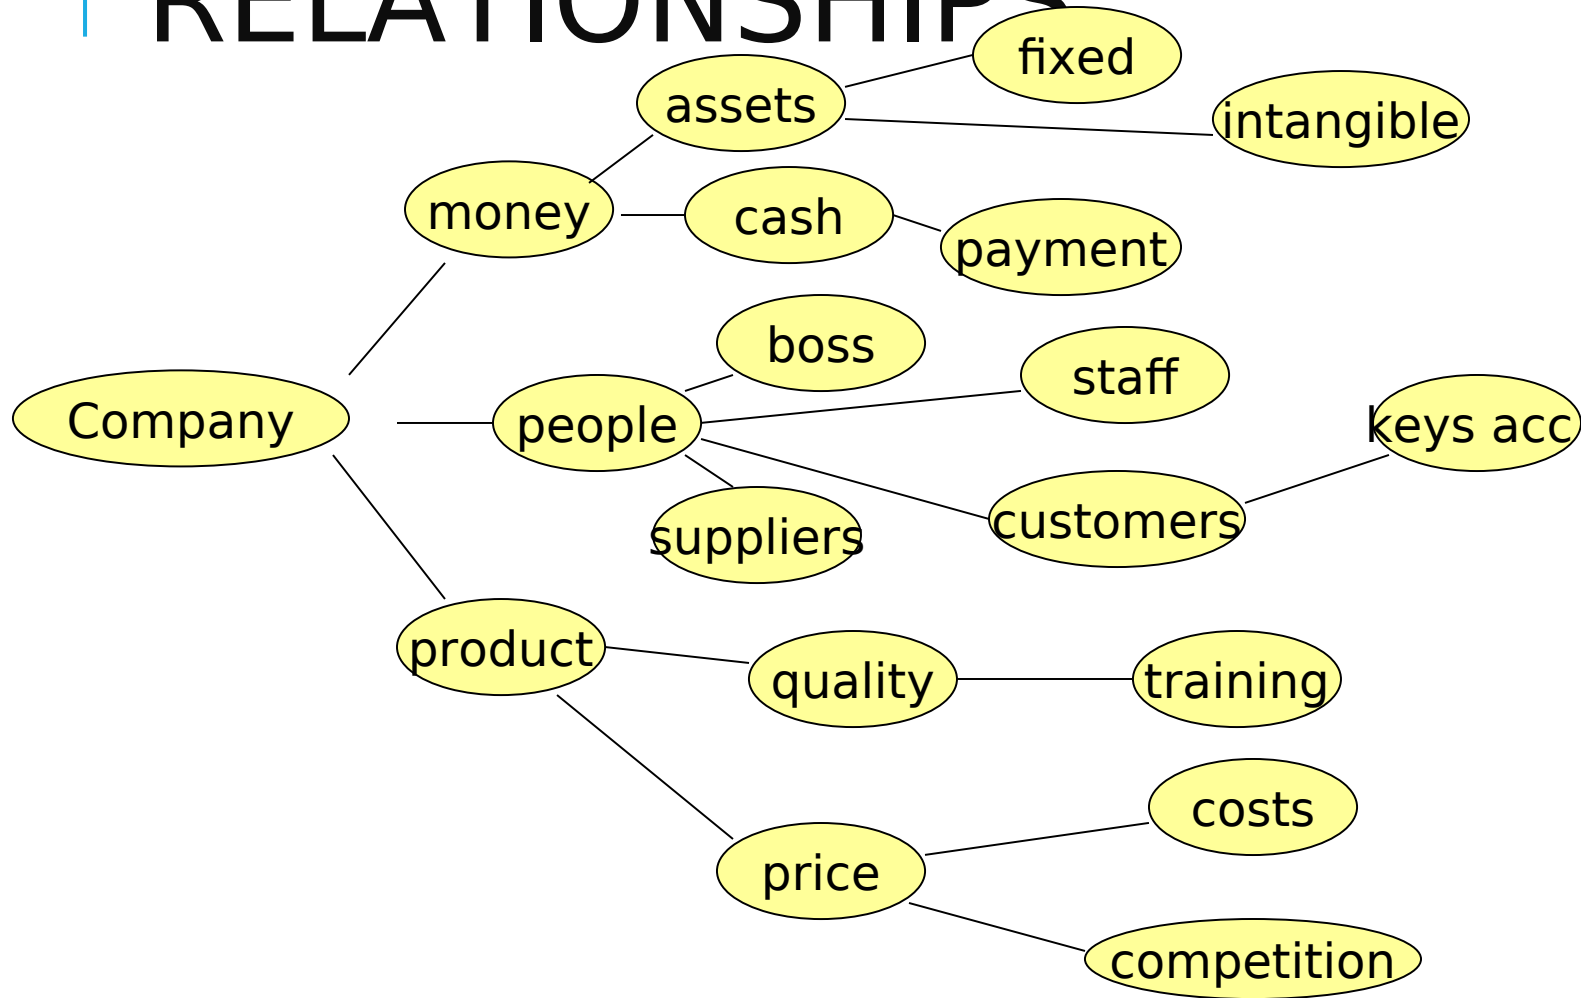 RELATIONSHIPS
fixed
assets
intangible
money
cash
payment
boss
staff
Company
people
keys acc
suppliers
customers
product
quality
training
costs
price
competition